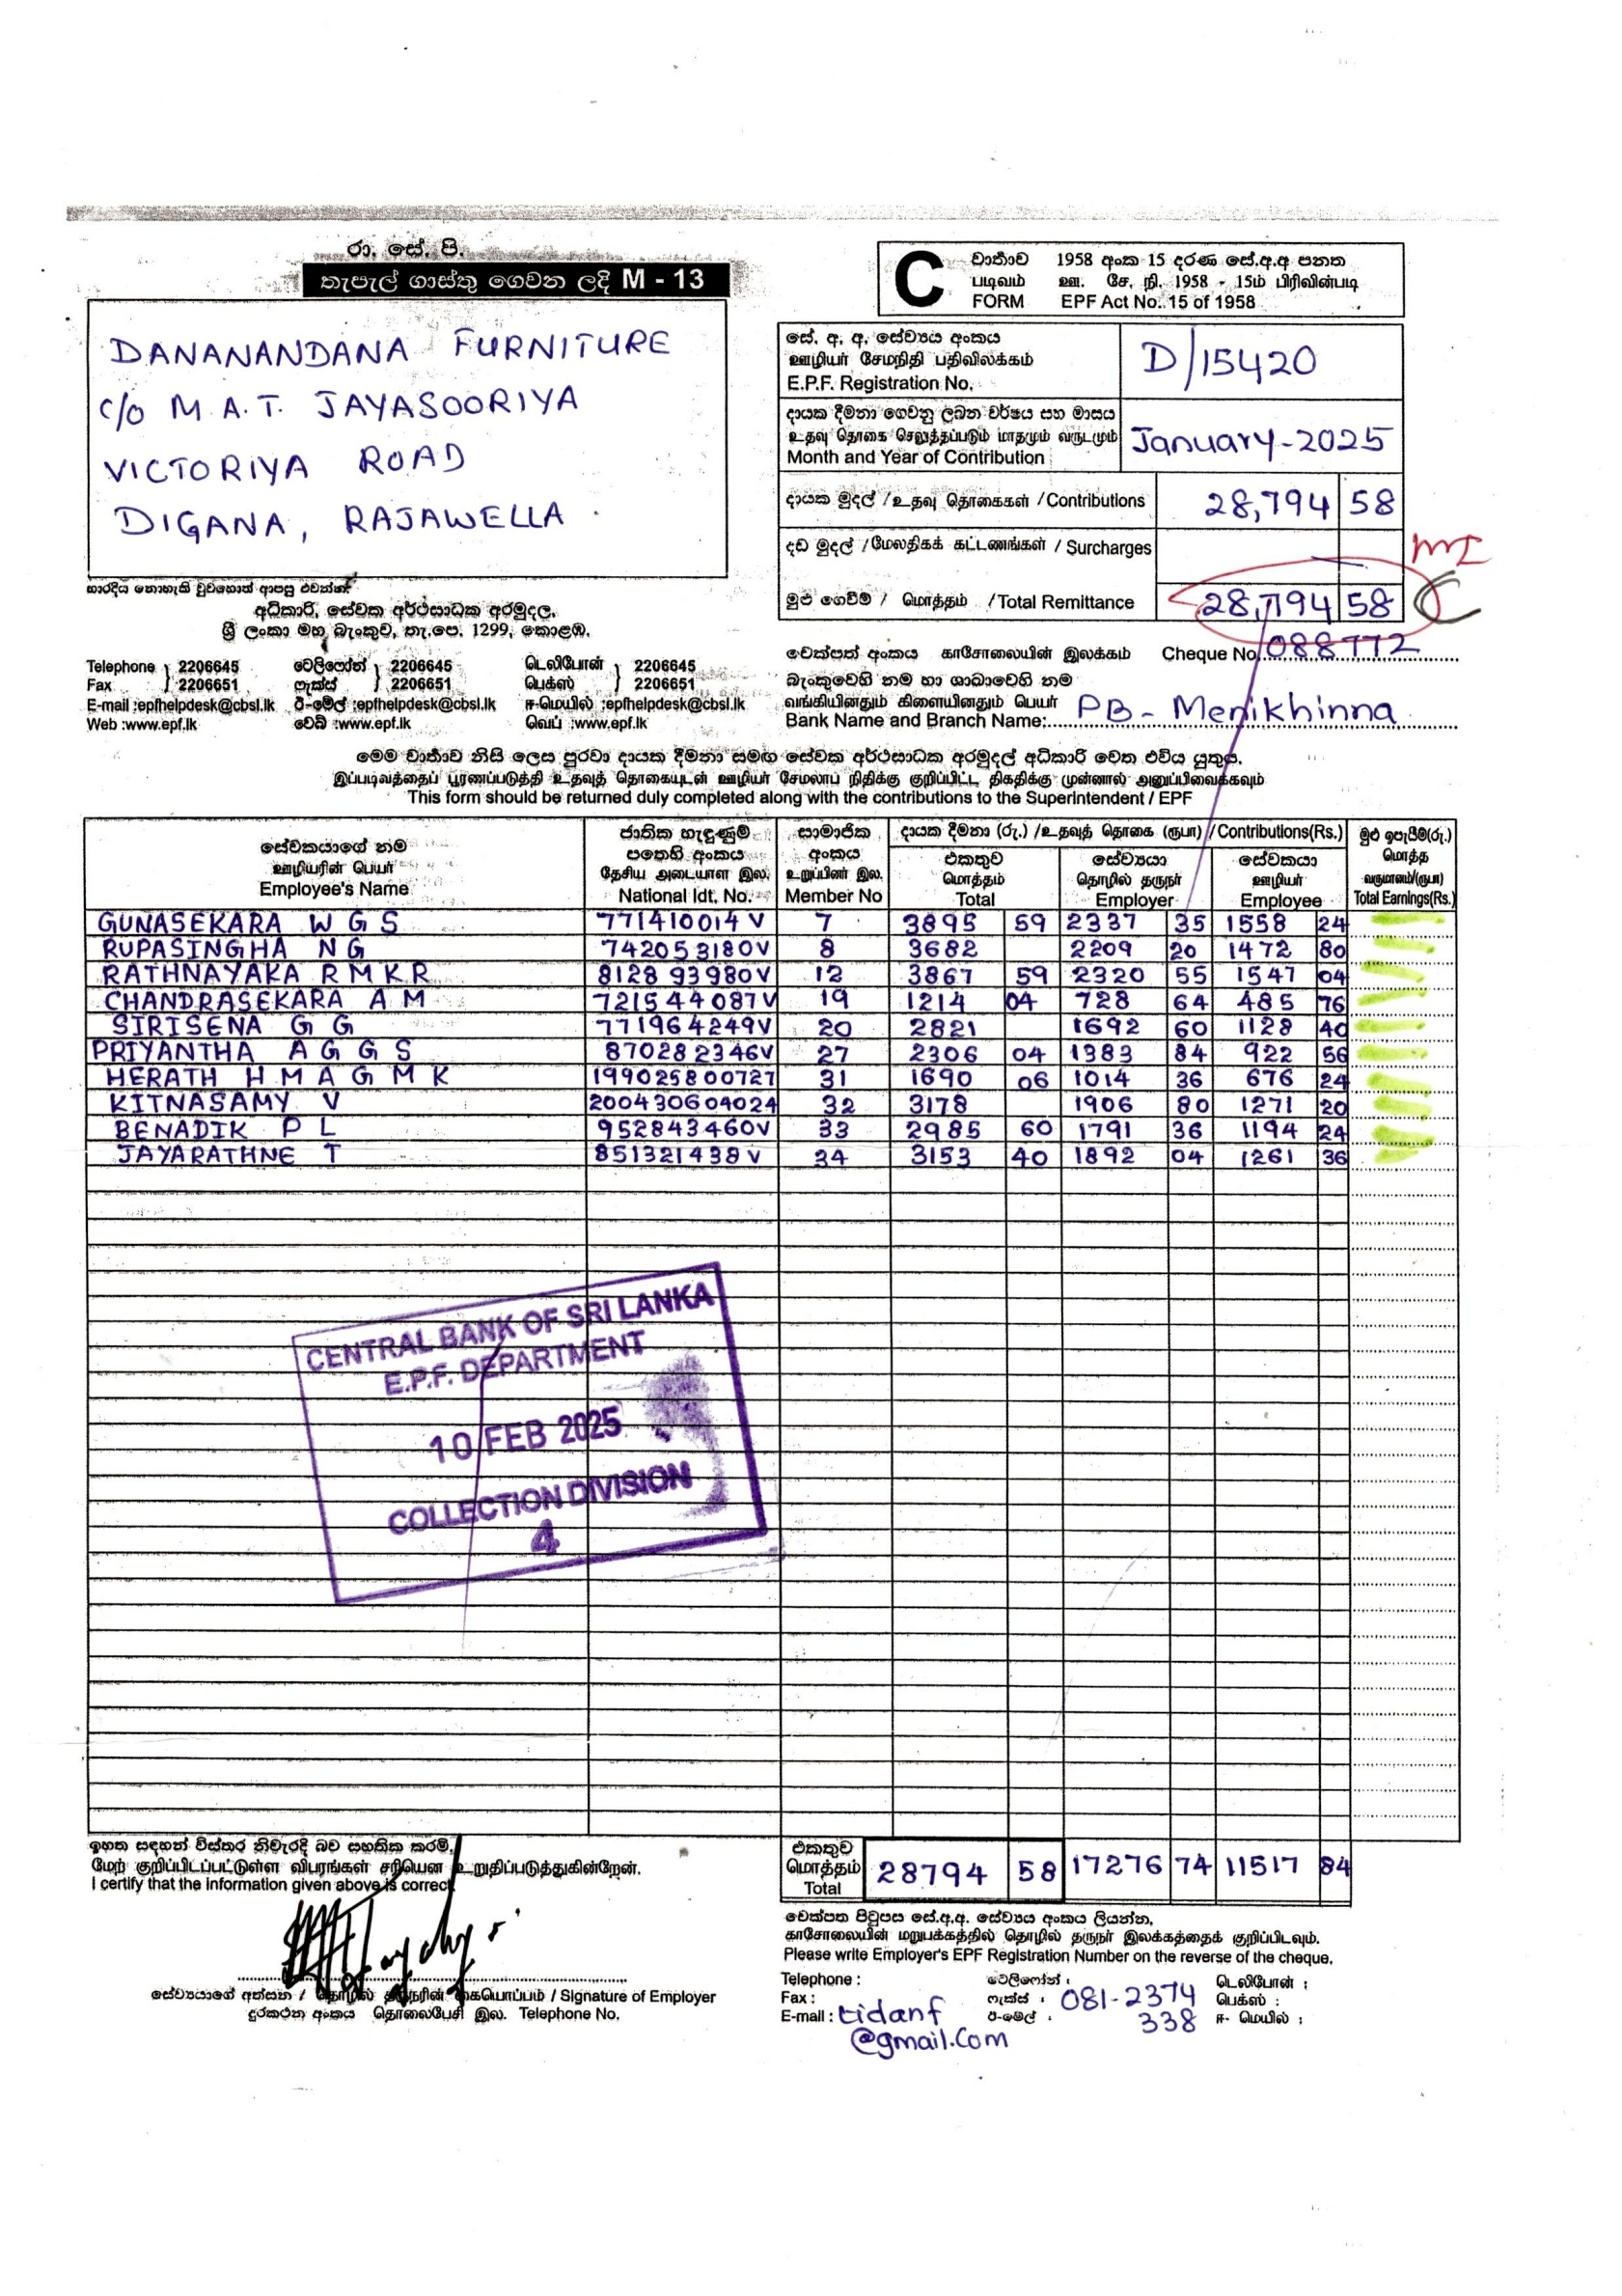 රා. සේ. පි.
තැපැල් ගාස්තු ගෙවන ලදි M - 13
DANANANDANA FURNITURE
C/O M.A.T. JAYASOORIYA
VICTORIYA ROAD
DIGANA, RAJAWELLA.
භාරදිය නොහැකි වුවහොත් ආපසු එවන්න
අධිකාරි, සේවක අර්ථසාධක අරමුදල,
ශ්‍රී ලංකා මහ බැංකුව, තැ.පෙ. 1299, කොළඹ.
Telephone } 2206645 ටෙලිෆෝන් } 2206645 டெலிபோன் } 2206645
Fax } 2206651 ෆැක්ස් } 2206651 பெக்ஸ் } 2206651
E-mail :epfhelpdesk@cbsl.lk ඊ-මේල් :epfhelpdesk@cbsl.lk ஈ-மெயில் :epfhelpdesk@cbsl.lk
Web :www.epf.lk වෙබ් :www.epf.lk வெப் :www.epf.lk
C
වාර්තාව 1958 අංක 15 දරණ සේ.අ.අ පනත
படிவம் ஊ. சே. நி. 1958 - 15ம் பிரிவின்படி
FORM EPF Act No. 15 of 1958
සේ. අ. අ. සේව්‍යය අංකය
ஊழியர் சேமநிதி பதிவிலக்கம்
E.P.F. Registration No.
D/15420
දායක දීමනා ගෙවනු ලබන වර්ෂය සහ මාසය
உதவு தொகை செலுத்தப்படும் மாதமும் வருடமும்
Month and Year of Contribution
January-2025
දායක මුදල් /உதவு தொகைகள் /Contributions 28,794 58
දඩ මුදල් /மேலதிகக் கட்டணங்கள் / Surcharges
මුළු ගෙවීම් / மொத்தம் /Total Remittance 28,794 58
චෙක්පත් අංකය காசோலையின் இலக்கம் Cheque No. 088772
බැංකුවෙහි නම හා ශාඛාවෙහි නම
வங்கியினதும் கிளையினதும் பெயர்
Bank Name and Branch Name: PB - Menikhinna
මෙම වාර්තාව නිසි ලෙස පුරවා දායක දීමනා සමඟ සේවක අර්ථසාධක අරමුදල් අධිකාරි වෙත එවිය යුතුය.
இப்படிவத்தைப் பூரணப்படுத்தி உதவுத் தொகையுடன் ஊழியர் சேமலாப நிதிக்கு குறிப்பிட்ட திகதிக்கு முன்னால் அனுப்பிவைக்கவும்
This form should be returned duly completed along with the contributions to the Superintendent / EPF
සේවකයාගේ නම ජාතික හැඳුණුම් සාමාජික දායක දීමනා (රු.) /உதவுத் தொகை (ரூபா) /Contributions(Rs.) මුළු ඉපැයීම්(රු.)
ஊழியரின் பெயர் පතෙහි අංකය අංකය එකතුව සේව්‍යයා සේවකයා மொத்த
தேசிய அடையாள இல. உறுப்பினர் இல. மொத்தம் தொழில் தருநர் ஊழியர் வருமானம்(ரூபா)
Employee's Name National Idt. No. Member No Total Employer Employee Total Earnings(Rs.)
GUNASEKARA W G S 771410014V 7 3895 59 2337 35 1558 24
RUPASINGHA N G 742053180V 8 3682 2209 20 1472 80
RATHNAYAKA R M K R 812893980V 12 3867 59 2320 55 1547 04
CHANDRASEKARA A M 721544087V 19 1214 04 728 64 485 76
SIRISENA G G 771964249V 20 2821 1692 60 1128 40
PRIYANTHA A G G S 870282346V 27 2306 04 1383 84 922 56
HERATH H M A G M K 199025800727 31 1690 06 1014 36 676 24
KITNASAMY V 200430604024 32 3178 1906 80 1271 20
BENADIK P L 952843460V 33 2985 60 1791 36 1194 24
JAYARATHNE T 851321438V 34 3153 40 1892 04 1261 36
CENTRAL BANK OF SRI LANKA
E.P.F. DEPARTMENT
10 FEB 2025
COLLECTION DIVISION
4
ඉහත සඳහන් විස්තර නිවැරදි බව සහතික කරමි.
மேற் குறிப்பிடப்பட்டுள்ள விபரங்கள் சரியென உறுதிப்படுத்துகின்றேன்.
I certify that the information given above is correct
එකතුව
மொத்தம்
Total
28794 58 17276 74 11517 84
සේව්‍යයාගේ අත්සන / தொழில் தருநரின் கையொப்பம் / Signature of Employer
දුරකථන අංකය தொலைபேசி இல. Telephone No.
චෙක්පත පිටුපස සේ.අ.අ. සේව්‍යය අංකය ලියන්න.
காசோலையின் மறுபக்கத்தில் தொழில் தருநர் இலக்கத்தைக் குறிப்பிடவும்.
Please write Employer's EPF Registration Number on the reverse of the cheque.
Telephone : ටෙලිෆෝන් : டெலிபோன் :
Fax : ෆැක්ස් : 081-2374 பெக்ஸ் :
E-mail : tidanf ඊ-මේල් : 338 ஈ- மெயில் :
@gmail.com